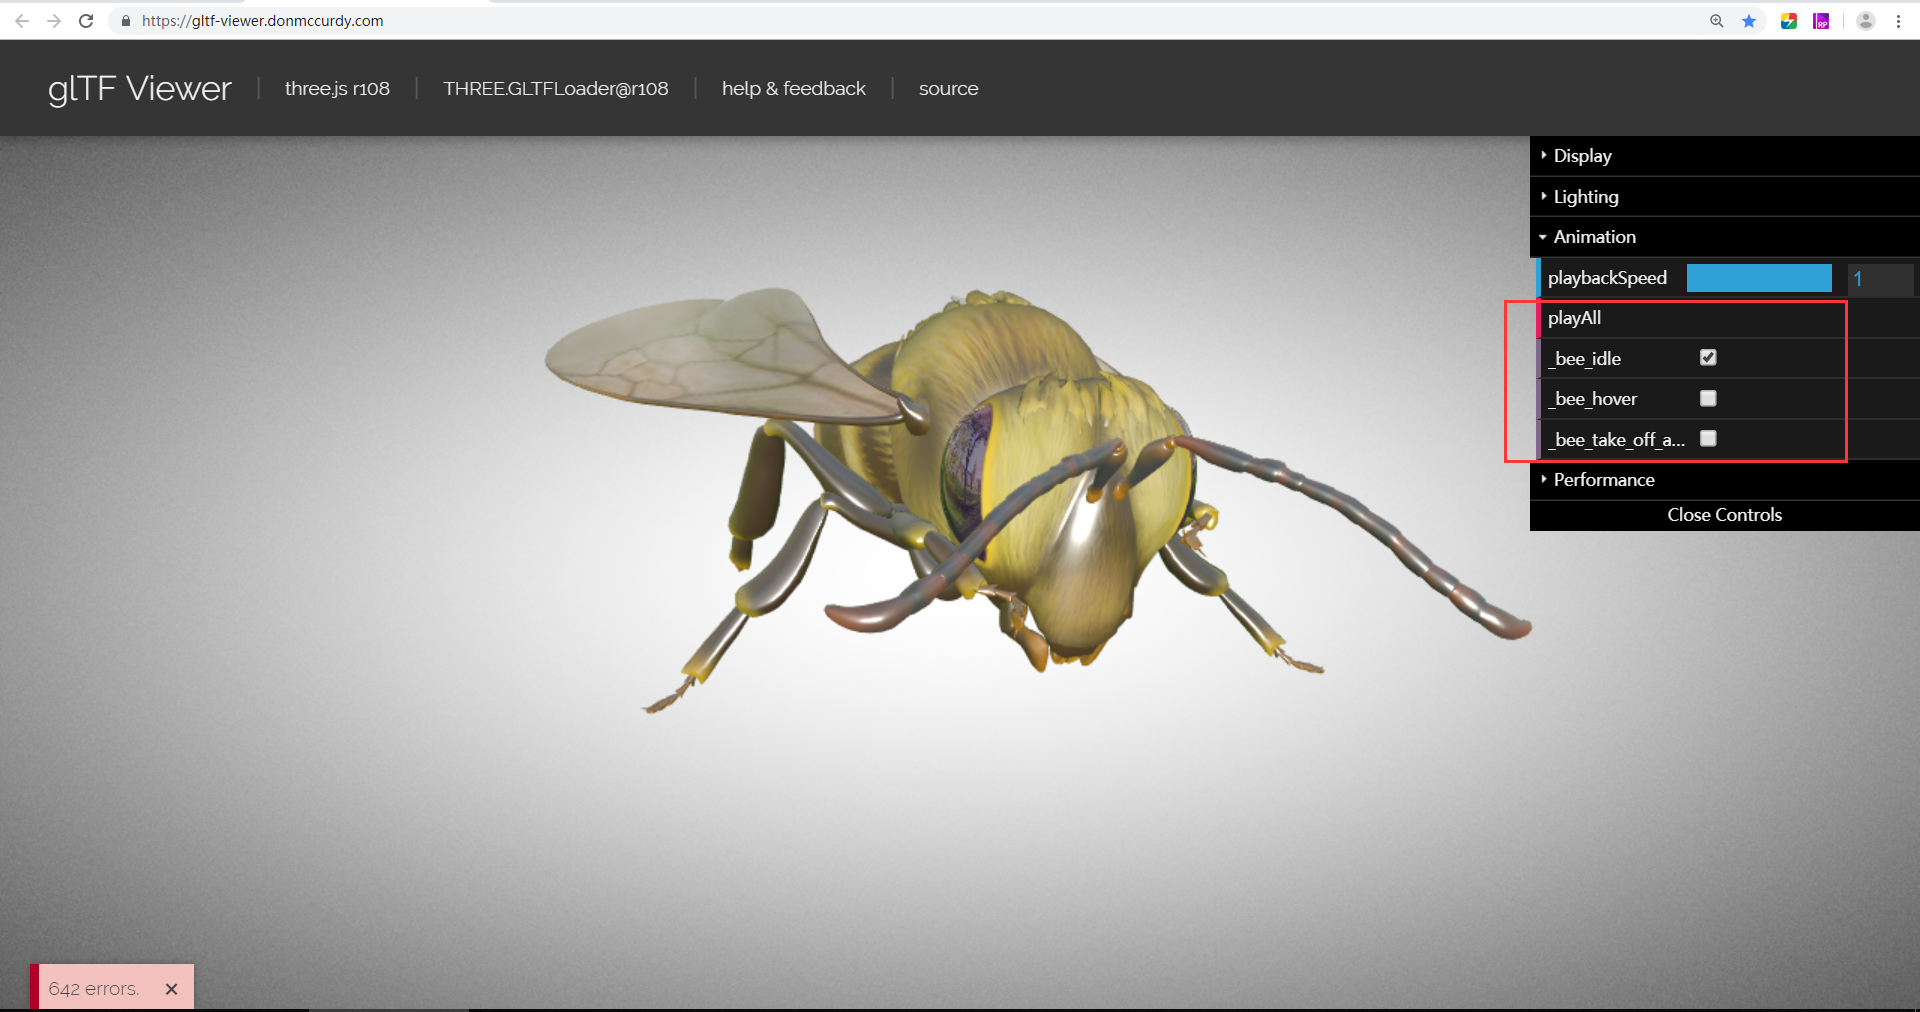 https://gltf-viewer.donmccurdy.com
RP
glTF Viewer
three.js r108
THREE.GLTFLoader@r108
help & feedback
source
Display
Lighting
Animation
playbackSpeed 1
playAll
_bee_idle
_bee_hover
_bee_take_off_a...
Performance
Close Controls
642 errors. ×